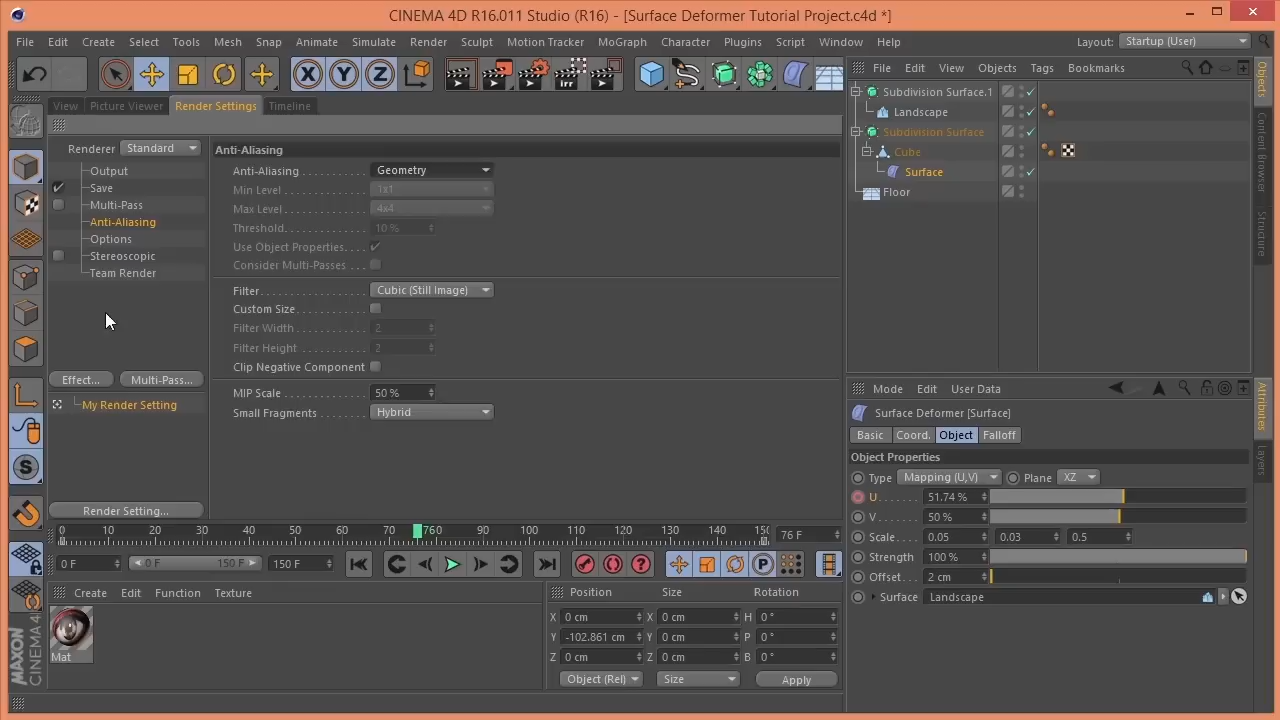 CINEMA 4D R16.011 Studio (R16) - [Surface Deformer Tutorial Project.c4d *]
File Edit Create Select Tools Mesh Snap Animate Simulate Render Sculpt Motion Tracker MoGraph Character Plugins Script Window Help Layout: Startup (User)
X Y Z
File Edit View Objects Tags Bookmarks
View Picture Viewer Render Settings Timeline
Subdivision Surface.1
Landscape
Subdivision Surface
Cube
Surface
Floor
Objects
Content Browser
Structure
Renderer Standard
Output
Save
Multi-Pass
Anti-Aliasing
Options
Stereoscopic
Team Render
Effect... Multi-Pass...
My Render Setting
Render Setting...
Anti-Aliasing
Anti-Aliasing Geometry
Min Level 1x1
Max Level 4x4
Threshold 10 %
Use Object Properties
Consider Multi-Passes
Filter Cubic (Still Image)
Custom Size
Filter Width 2
Filter Height 2
Clip Negative Component
MIP Scale 50 %
Small Fragments Hybrid
Mode Edit User Data
Surface Deformer [Surface]
Basic Coord. Object Falloff
Object Properties
Type Mapping (U,V) Plane XZ
U 51.74 %
V 50 %
Scale 0.05 0.03 0.5
Strength 100 %
Offset 2 cm
Surface Landscape
Attributes
Layers
0 10 20 30 40 50 60 70 760 90 100 110 120 130 140 76 F
0 F 0 F 150 F 150 F
P
Create Edit Function Texture
Mat
Position Size Rotation
X 0 cm X 0 cm H 0 °
Y -102.861 cm Y 0 cm P 0 °
Z 0 cm Z 0 cm B 0 °
Object (Rel) Size Apply
MAXON
CINEMA 4D